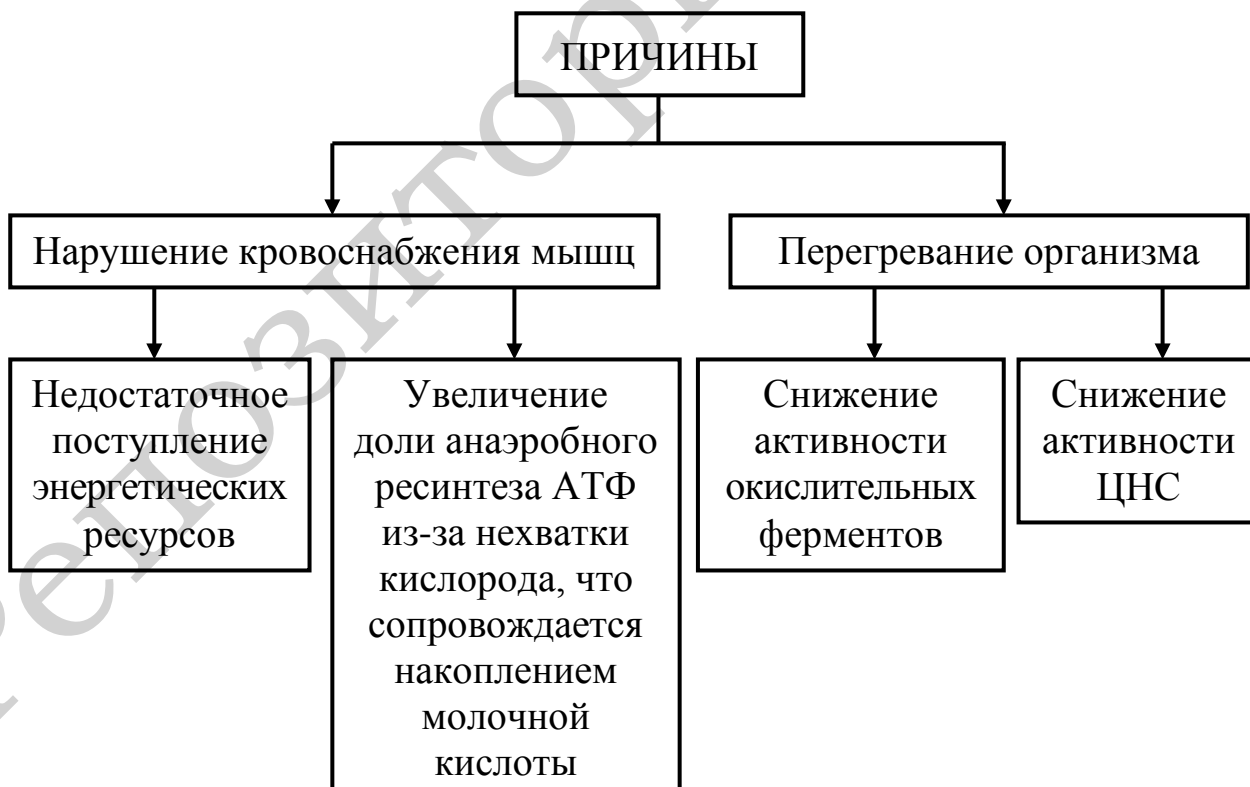 ПРИЧИНЫ
Нарушение кровоснабжения мышц
Перегревание организма
Недостаточное
поступление
энергетических
ресурсов
Увеличение
доли анаэробного
ресинтеза АТФ
из-за нехватки
кислорода, что
сопровождается
накоплением
молочной
кислоты
Снижение
активности
окислительных
ферментов
Снижение
активности
ЦНС